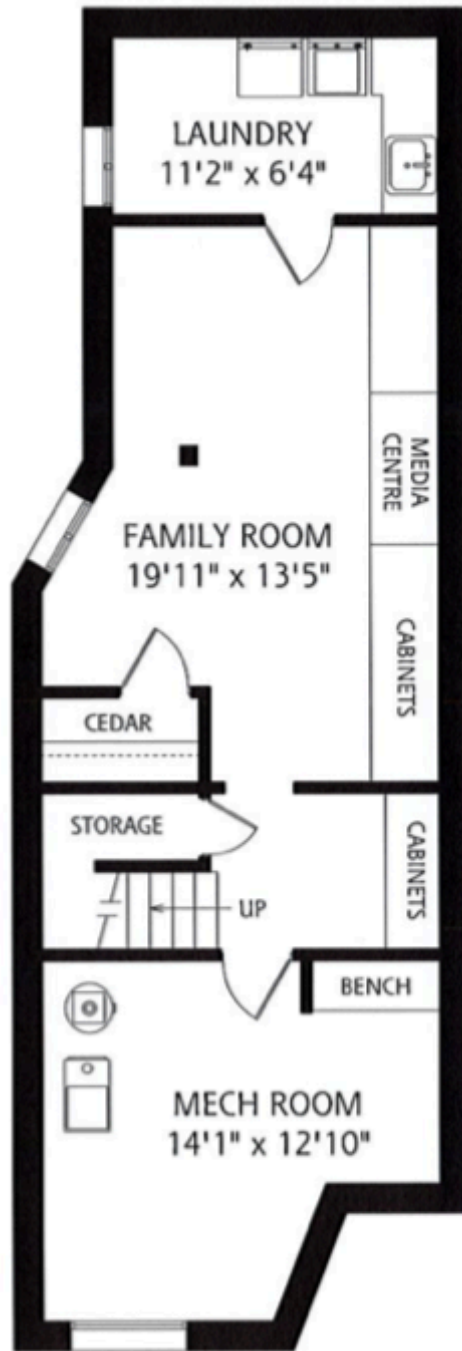 LAUNDRY
11'2" x 6'4"
MEDIA
CENTRE
FAMILY ROOM
19'11" x 13'5"
CABINETS
CEDAR
STORAGE
CABINETS
UP
BENCH
MECH ROOM
14'1" x 12'10"